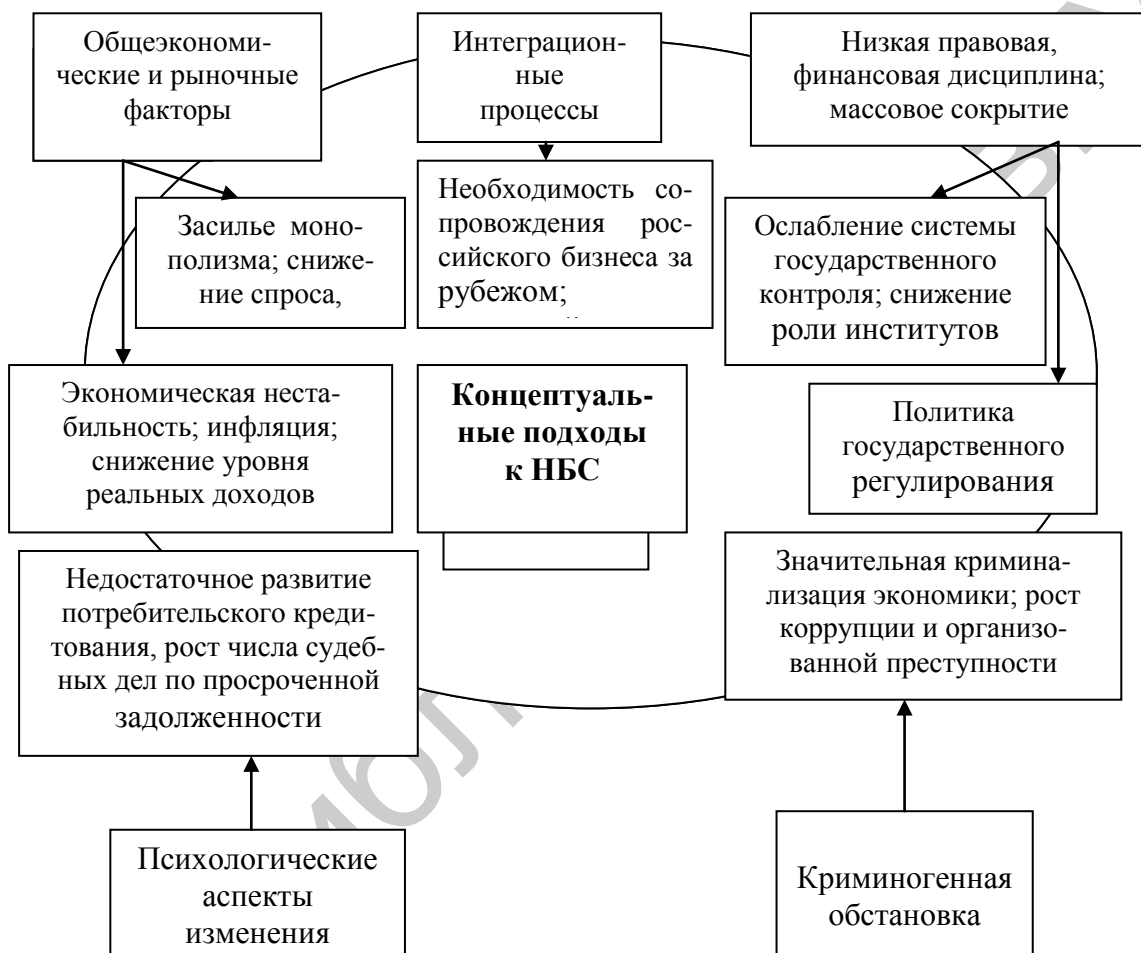 Общеэкономи-
ческие и рыночные
факторы
Интеграцион-
ные
процессы
Низкая правовая,
финансовая дисциплина;
массовое сокрытие
Засилье моно-
полизма; сниже-
ние спроса,
Необходимость со-
провождения рос-
сийского бизнеса за
рубежом;
Ослабление системы
государственного
контроля; снижение
роли институтов
Экономическая неста-
бильность; инфляция;
снижение уровня
реальных доходов
Концептуаль-
ные подходы
к НБС
Политика
государственного
регулирования
Недостаточное развитие
потребительского креди-
тования, рост числа судеб-
ных дел по просроченной
задолженности
Значительная кримина-
лизация экономики; рост
коррупции и организо-
ванной преступности
Психологические
аспекты
изменения
Криминогенная
обстановка